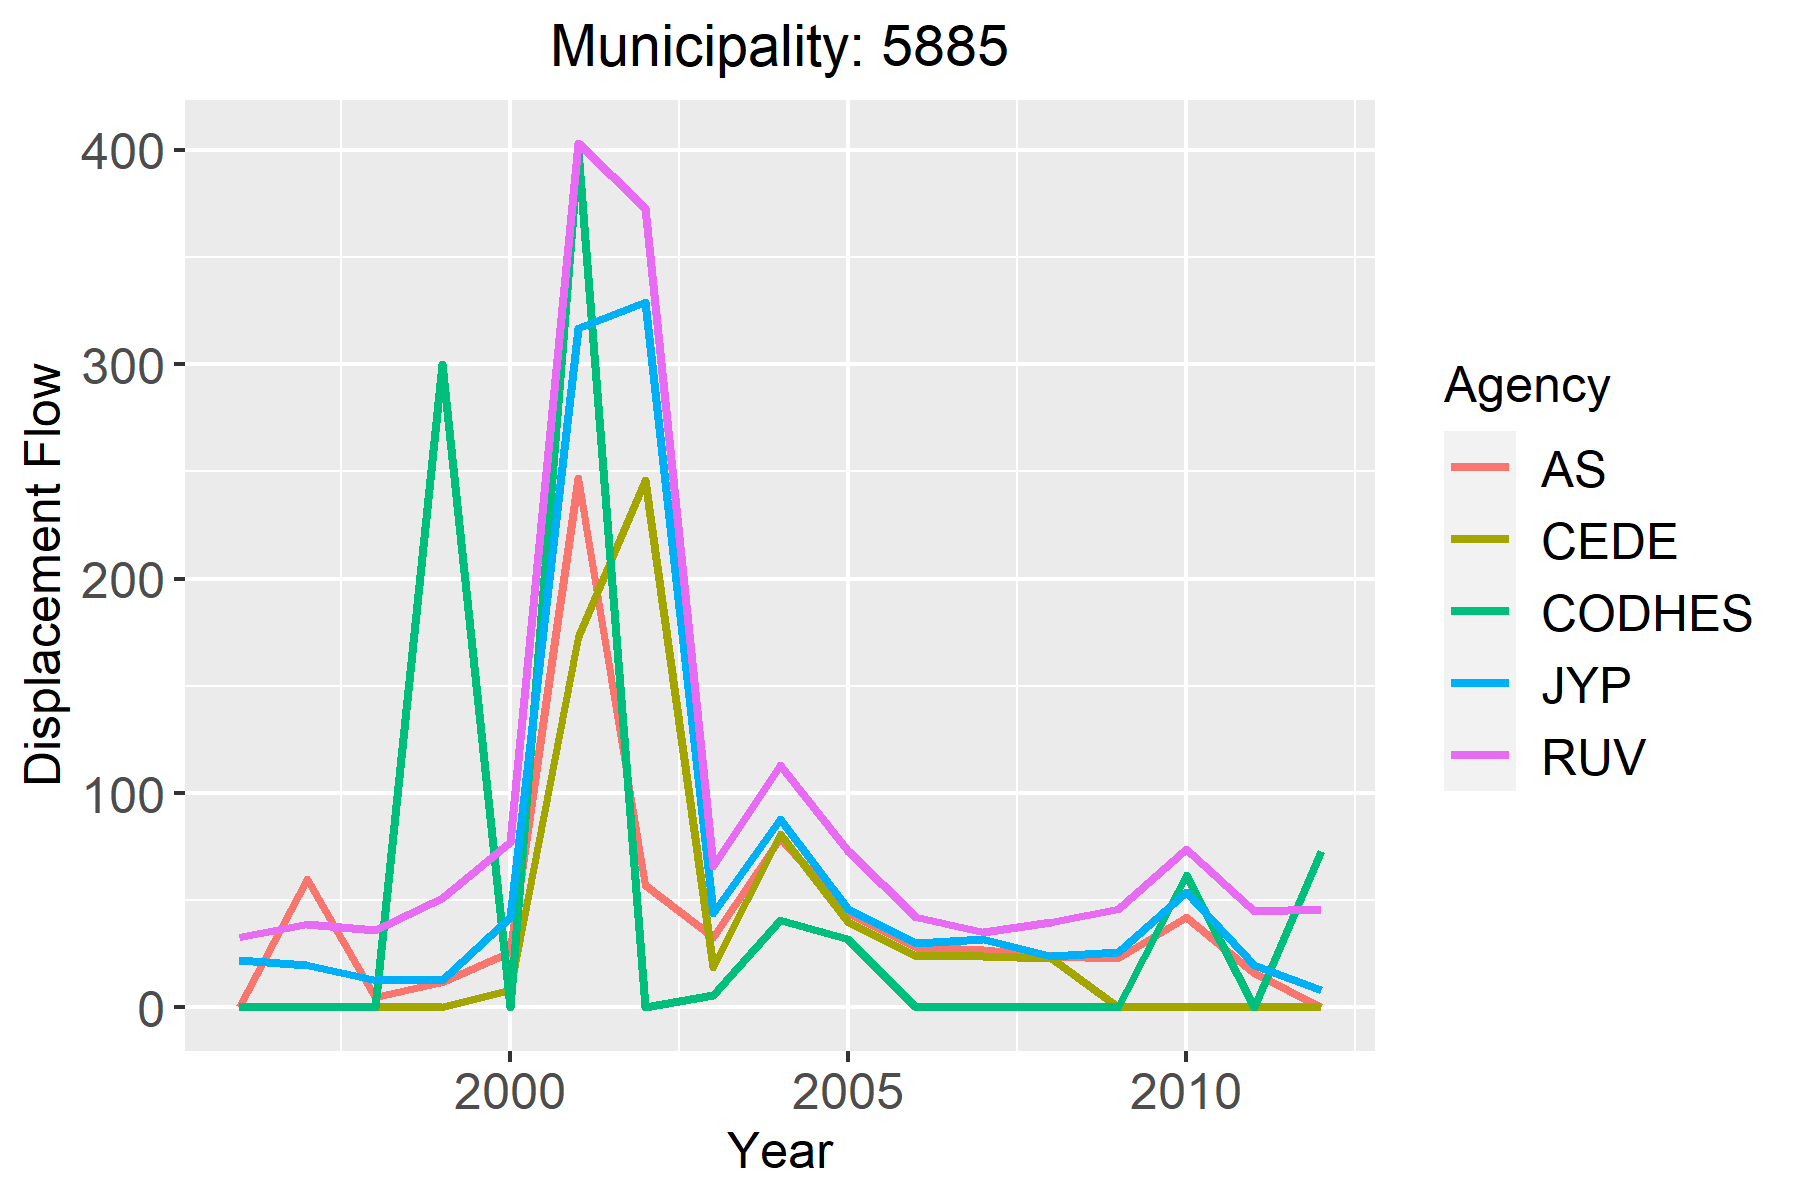 Municipality: 5885
400
300
200
100
0
Displacement Flow
2000 2005 2010
Year
Agency
AS
CEDE
CODHES
JYP
RUV